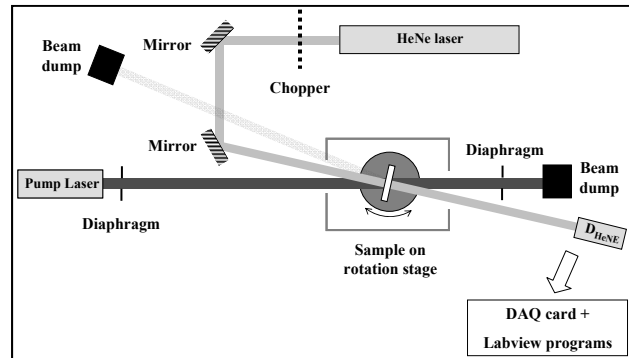 HeNe laser
Beam
dump
Mirror
Chopper
Mirror
Diaphragm
Pump Laser
Beam
dump
Diaphragm
Sample on
rotation stage
D_HeNE
DAQ card +
Labview programs